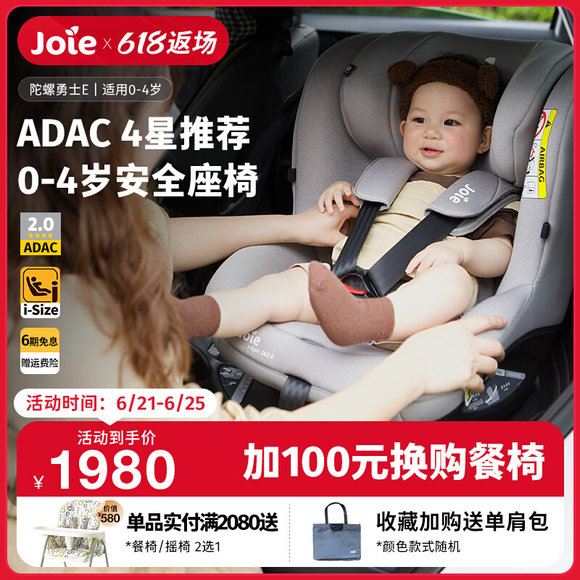 Joie × 618返场
陀螺勇士E | 适用0-4岁
ADAC 4星推荐
0-4岁安全座椅
2.0
★★★★
ADAC
i-Size
6期免息
赠运费险
AIRBAG
Joie
Joie
i-Spin 360 E
活动时间：6/21-6/25
活动到手价
¥1980
加100元换购餐椅
价值
¥580
单品实付满2080送
*餐椅/摇椅 2选1
Joie
收藏加购送单肩包
*颜色款式随机